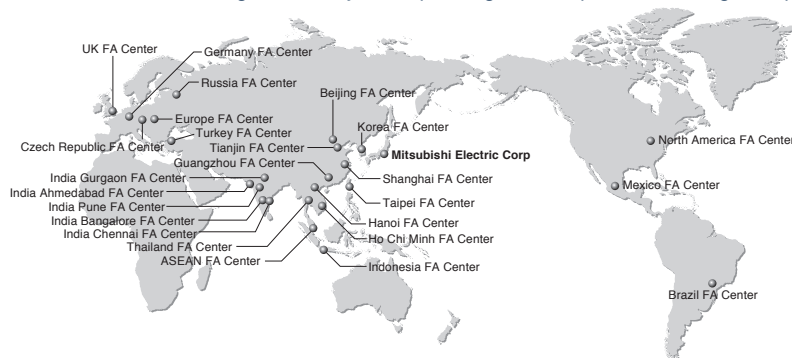 UK FA Center
Germany FA Center
Russia FA Center
Europe FA Center
Czech Republic FA Center
Turkey FA Center
Beijing FA Center
Tianjin FA Center
Korea FA Center
Mitsubishi Electric Corp
Guangzhou FA Center
Shanghai FA Center
Taipei FA Center
India Gurgaon FA Center
India Ahmedabad FA Center
India Pune FA Center
India Bangalore FA Center
India Chennai FA Center
Thailand FA Center
ASEAN FA Center
Hanoi FA Center
Ho Chi Minh FA Center
Indonesia FA Center
North America FA Center
Mexico FA Center
Brazil FA Center